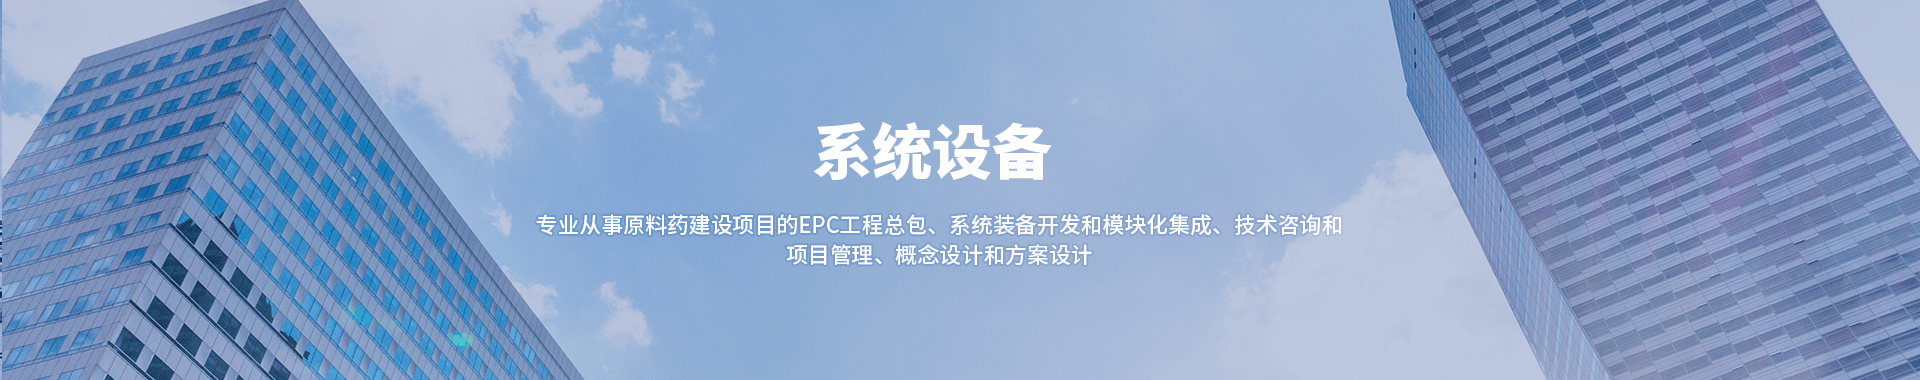 系统设备
专业从事原料药建设项目的EPC工程总包、系统装备开发和模块化集成、技术咨询和
项目管理、概念设计和方案设计